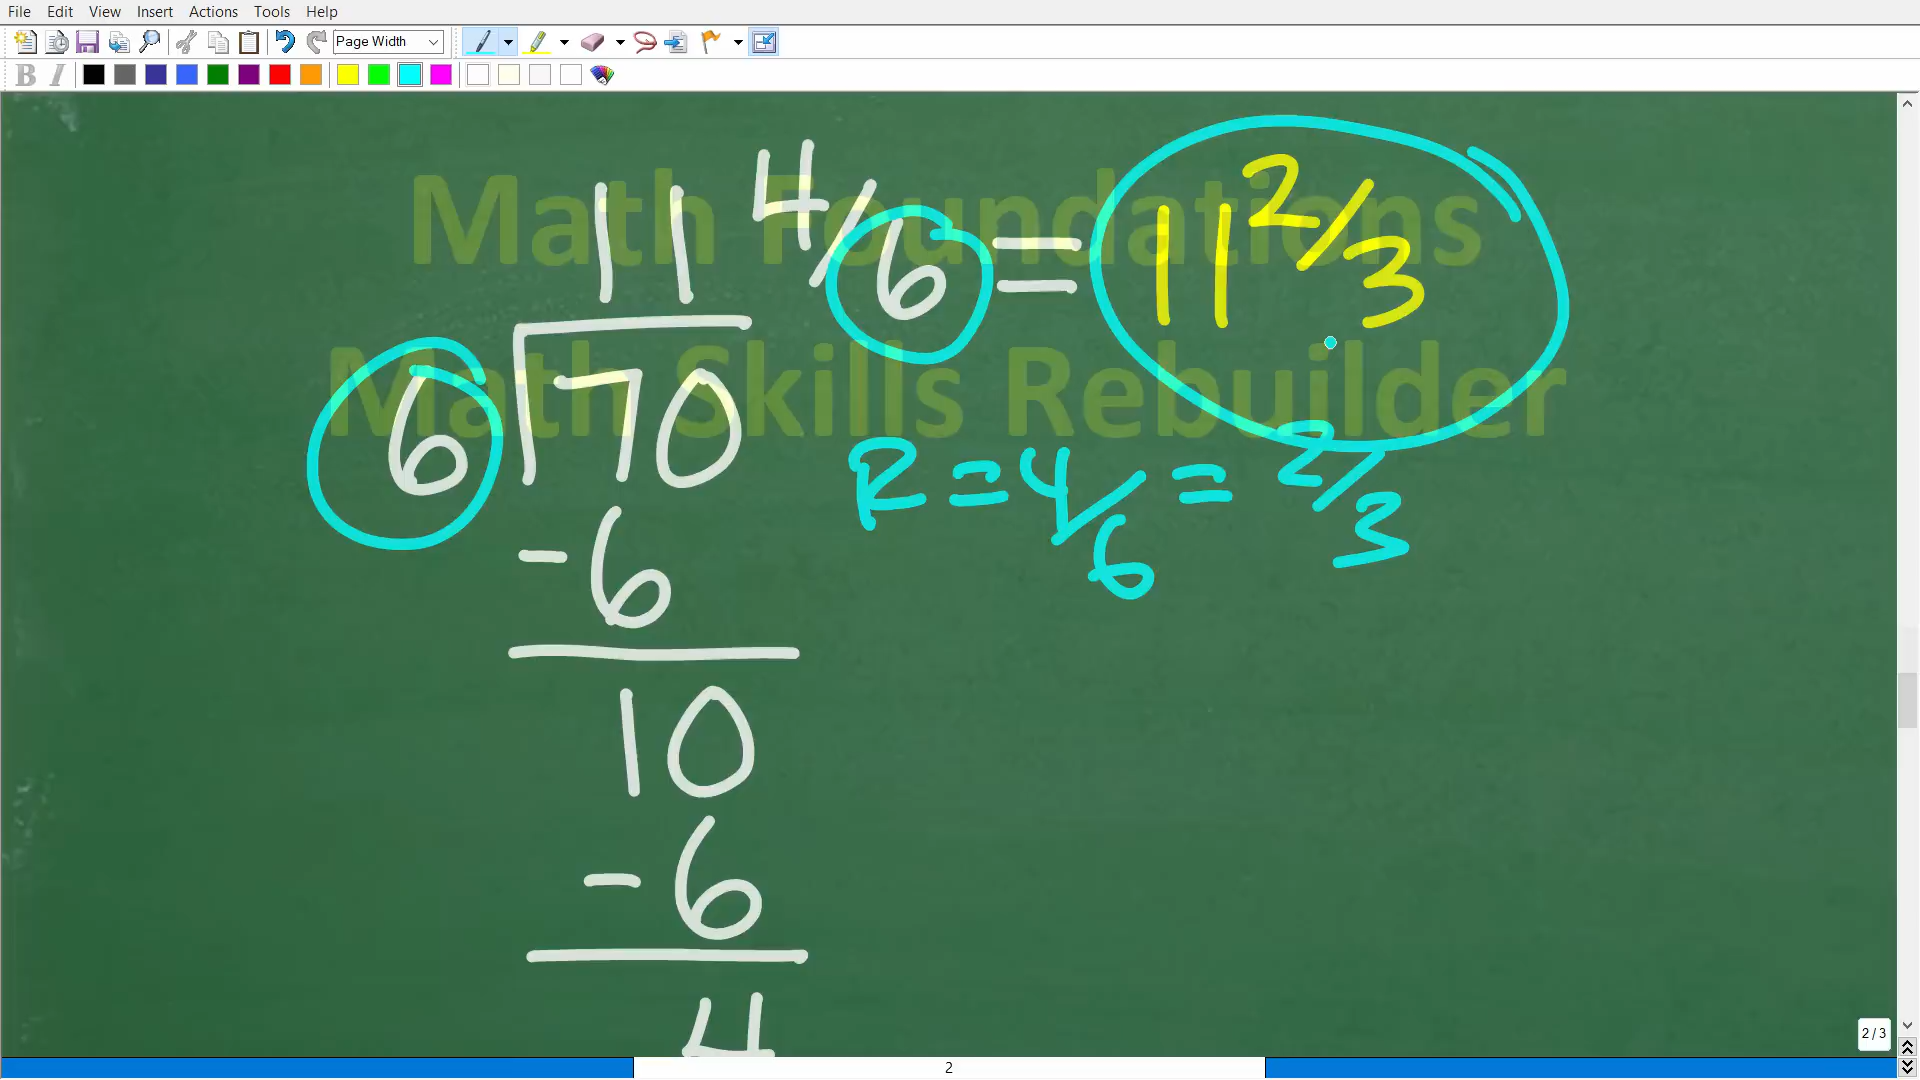 File Edit View Insert Actions Tools Help
Page Width
B I
Math Foundations
Math Skills Rebuilder
11 4/6 = 11 2/3
6 70
R = 4/6 = 2/3
-6
10
-6
4
2 / 3
2